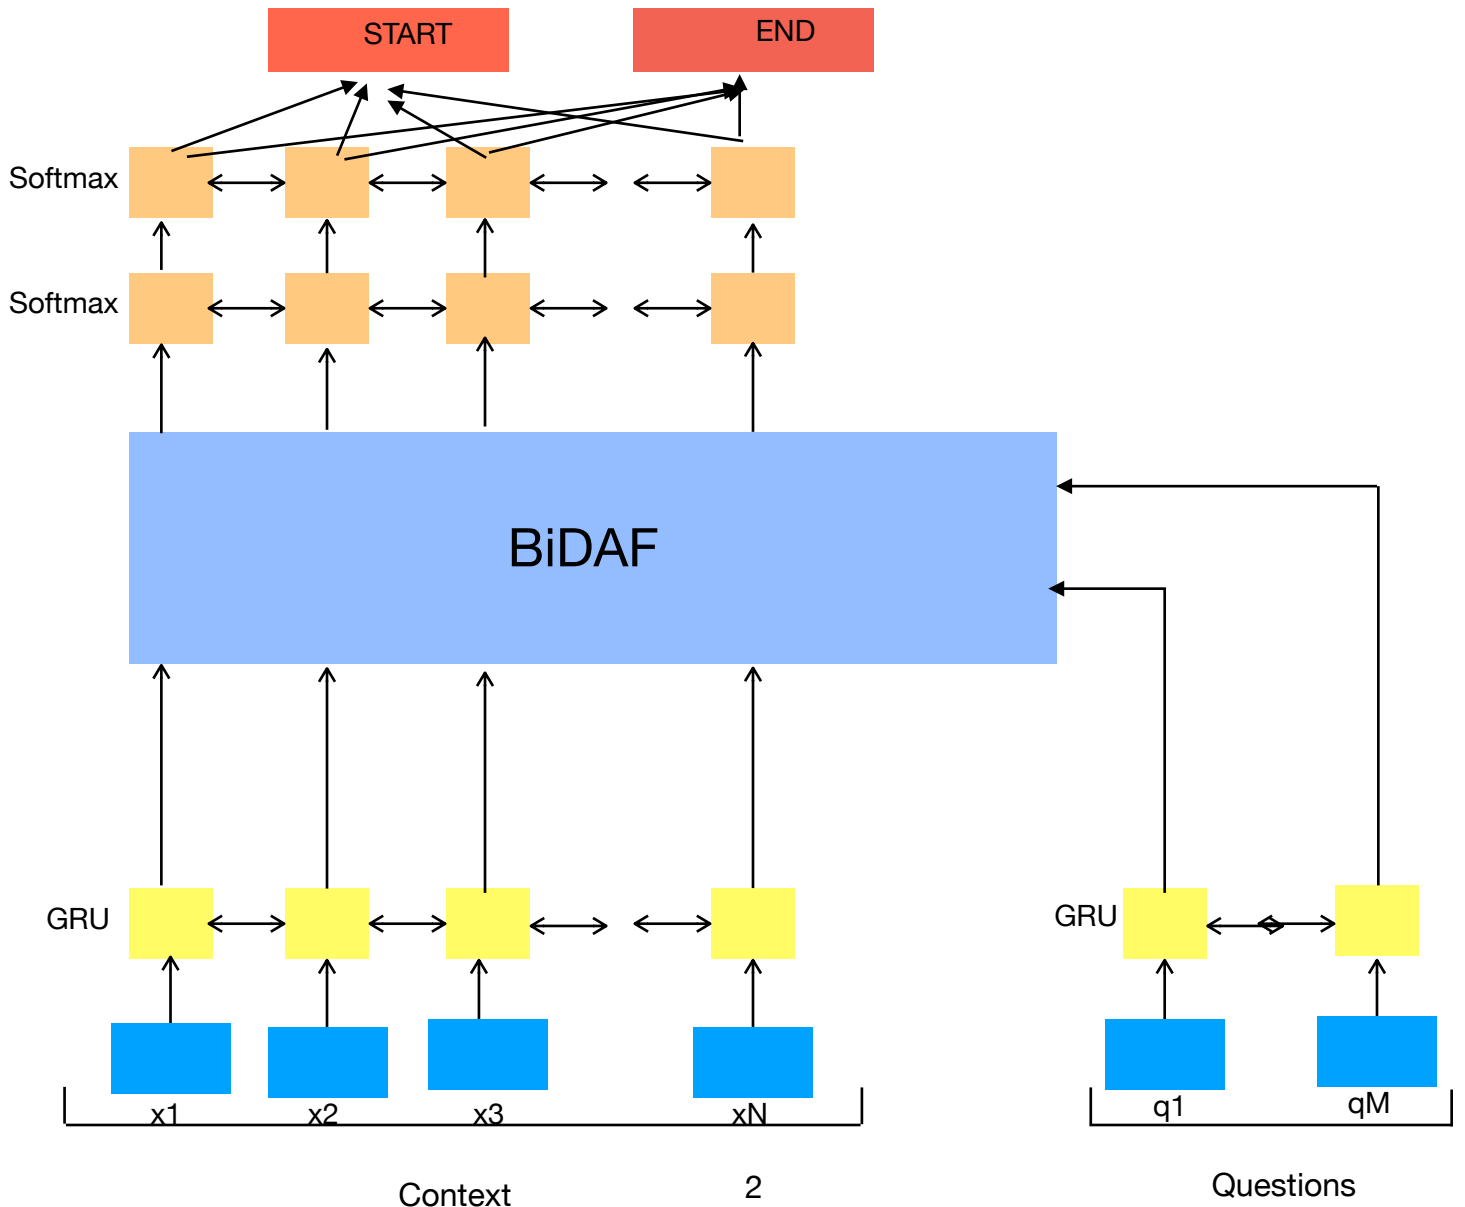 START
END
Softmax
Softmax
BiDAF
GRU
GRU
x1
x2
x3
xN
q1
qM
Context
2
Questions